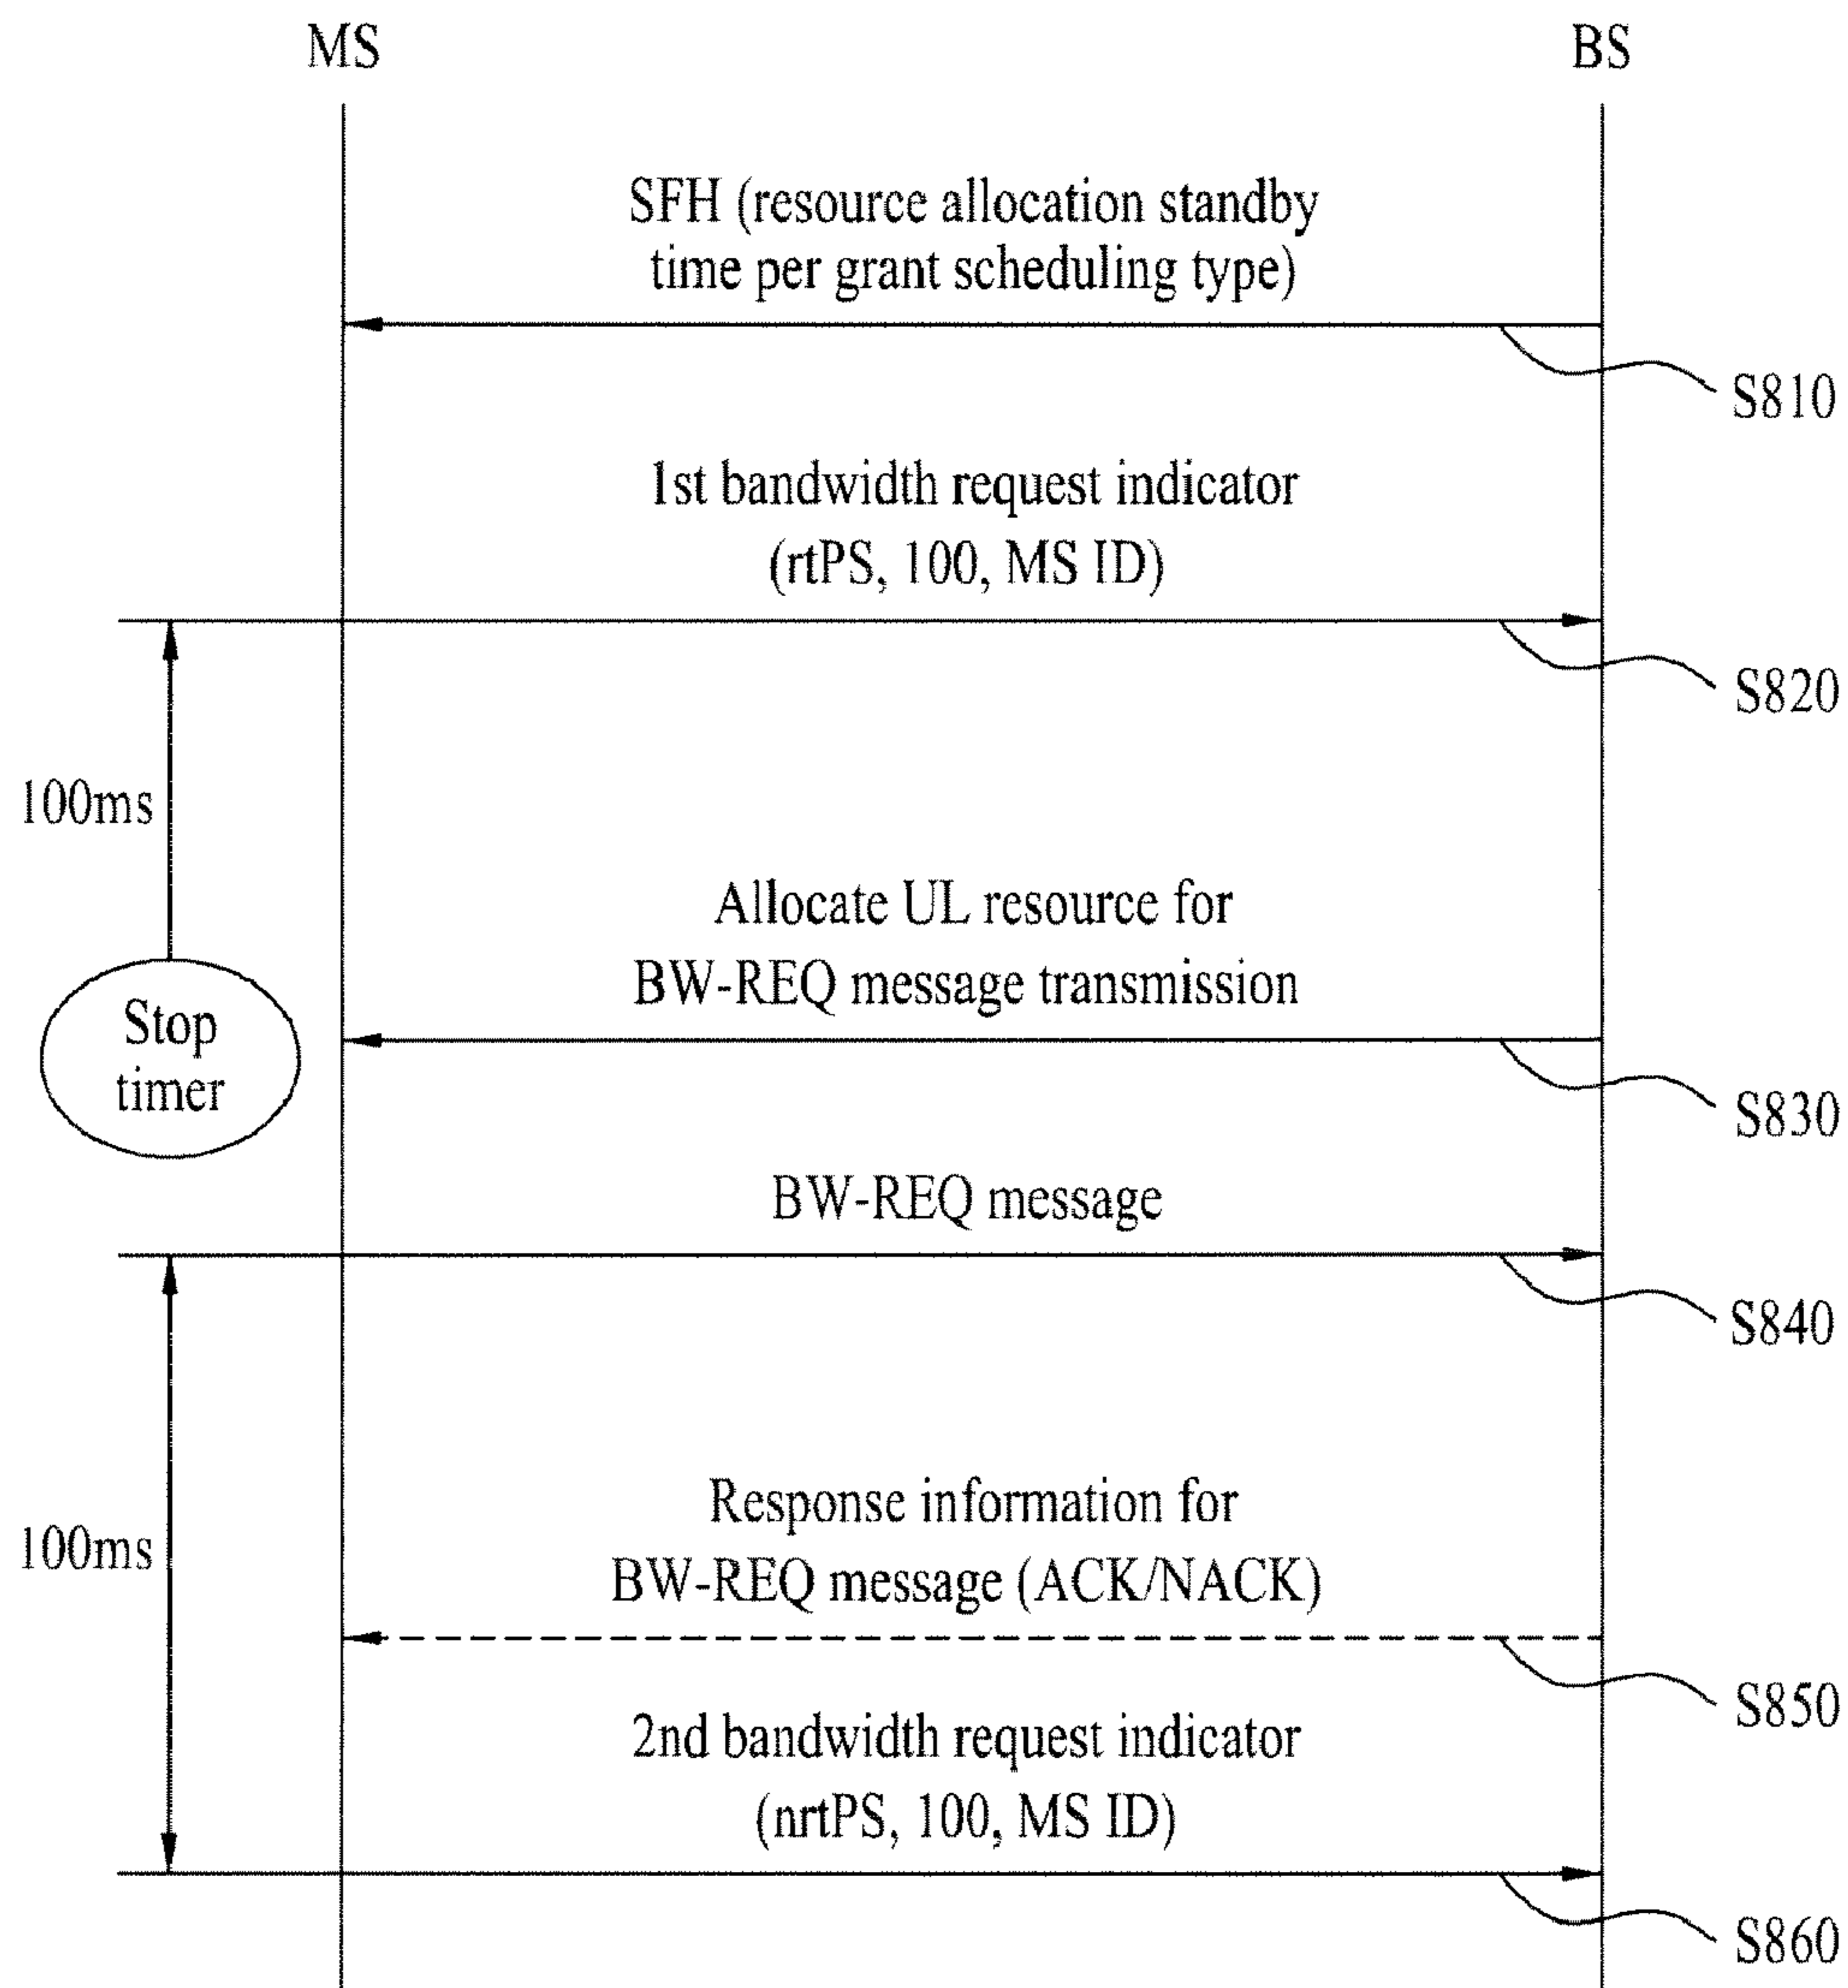 MS
BS
SFH (resource allocation standby
time per grant scheduling type)
S810
1st bandwidth request indicator
(rtPS, 100, MS ID)
S820
100ms
Allocate UL resource for
BW-REQ message transmission
Stop
timer
S830
BW-REQ message
S840
Response information for
100ms
BW-REQ message (ACK/NACK)
S850
2nd bandwidth request indicator
(nrtPS, 100, MS ID)
S860